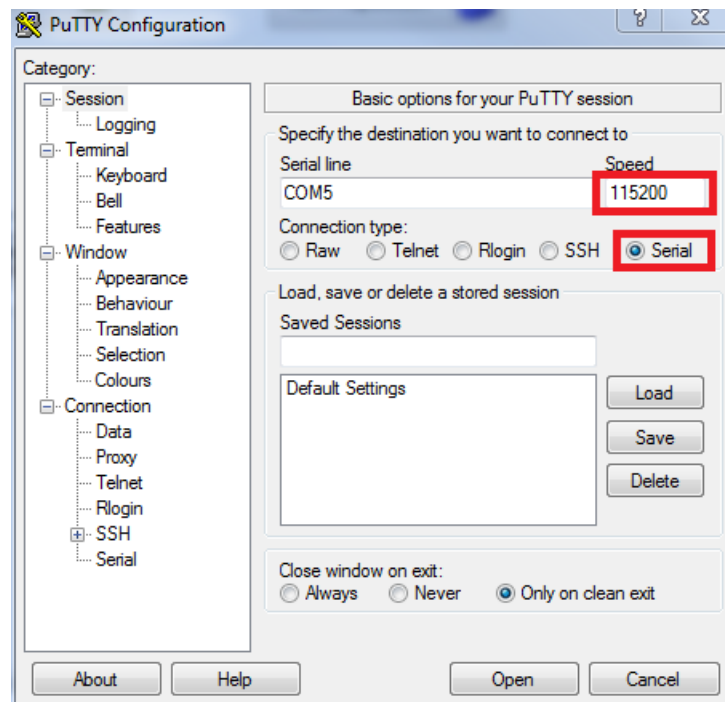 PuTTY Configuration
Category:
Session
Logging
Terminal
Keyboard
Bell
Features
Window
Appearance
Behaviour
Translation
Selection
Colours
Connection
Data
Proxy
Telnet
Rlogin
SSH
Serial
Basic options for your PuTTY session
Specify the destination you want to connect to
Serial line Speed
COM5 115200
Connection type:
Raw Telnet Rlogin SSH Serial
Load, save or delete a stored session
Saved Sessions
Default Settings
Load
Save
Delete
Close window on exit:
Always Never Only on clean exit
About Help Open Cancel